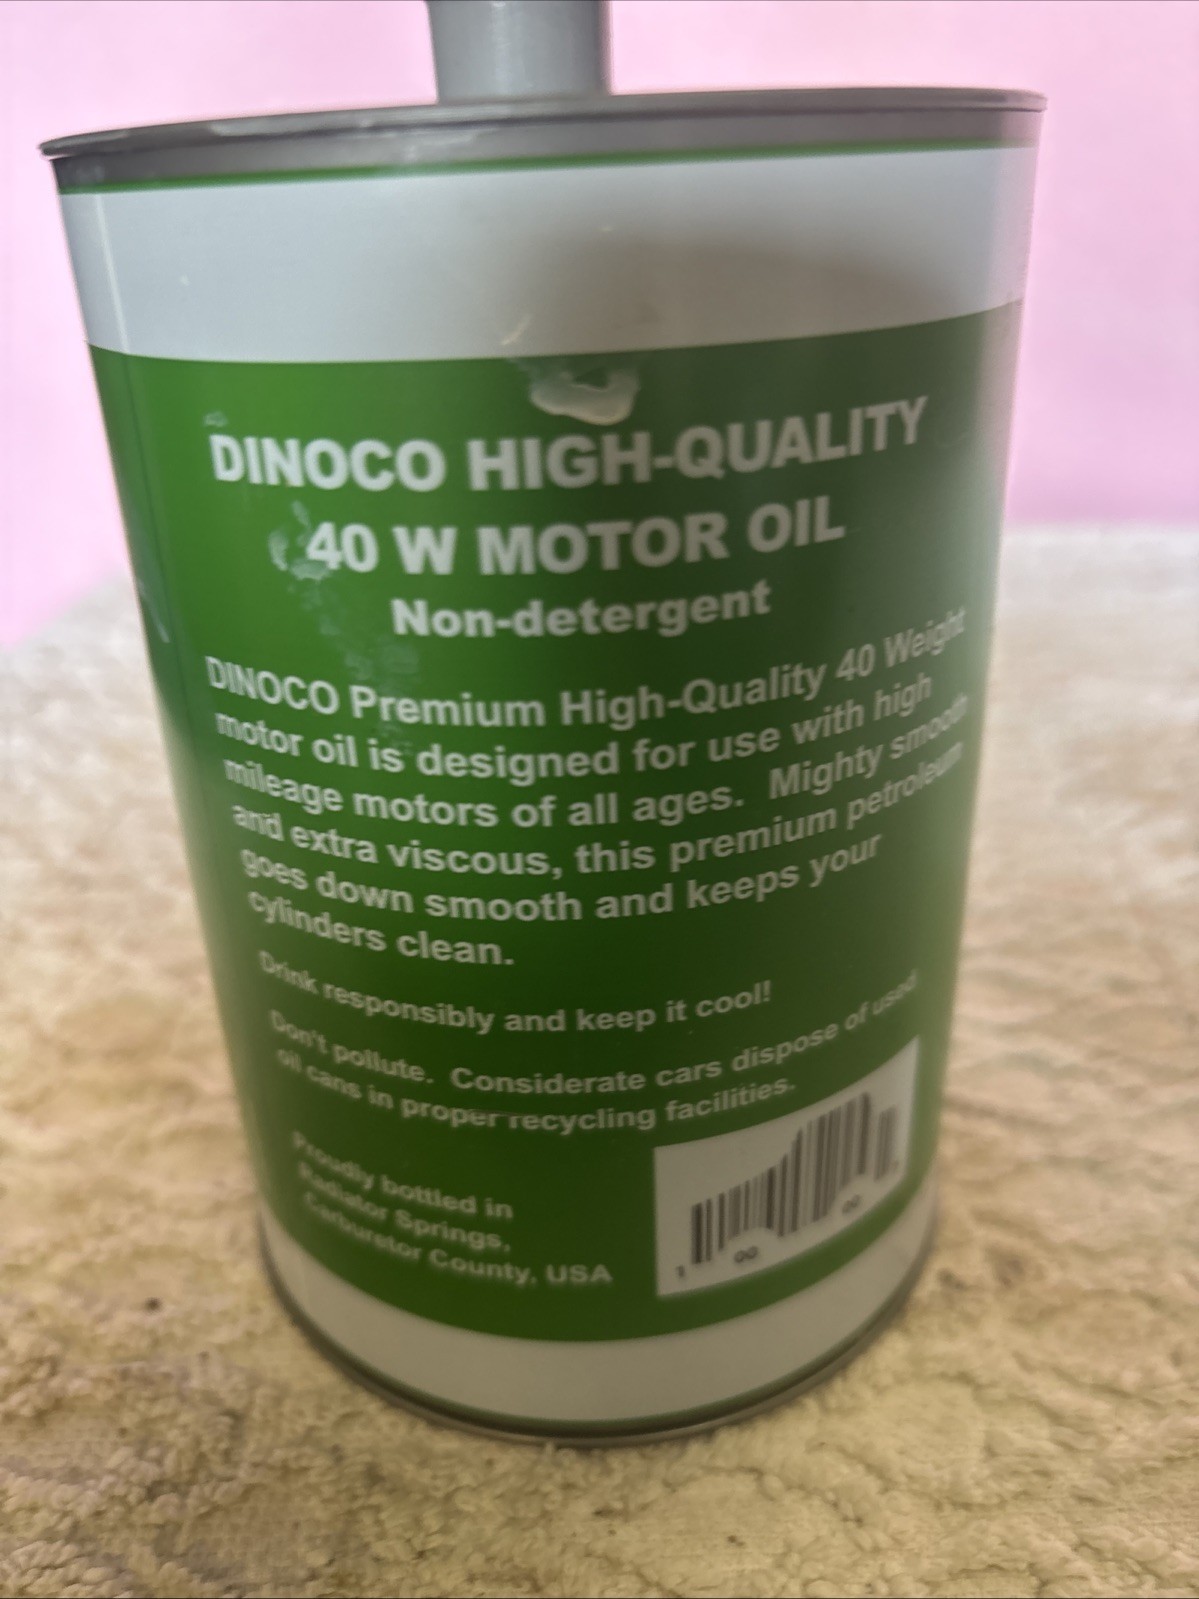 DINOCO HIGH-QUALITY
40 W MOTOR OIL
Non-detergent
DINOCO Premium High-Quality 40 Weight
motor oil is designed for use with high
mileage motors of all ages. Mighty smooth
and extra viscous, this premium petroleum
goes down smooth and keeps your
cylinders clean.
Drink responsibly and keep it cool!
Don't pollute. Considerate cars dispose of used
oil cans in proper recycling facilities.
Proudly bottled in
Radiator Springs,
Carburetor County, USA
1 00 00